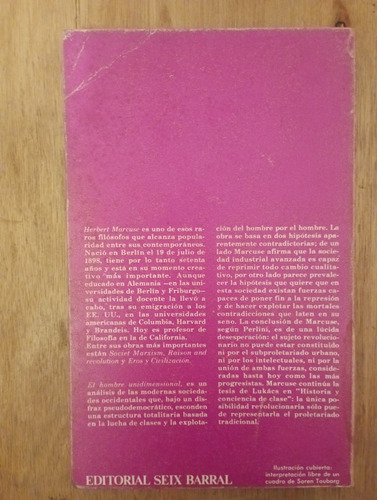 Herbert Marcuse es uno de esos ra-
ros filósofos que alcanza popula-
ridad entre sus contemporáneos.
Nació en Berlín el 19 de julio de
1898, tiene por lo tanto setenta
años y está en su momento crea-
tivo más importante. Aunque
educado en Alemania —en las uni-
versidades de Berlín y Friburgo—
su actividad docente la llevó a
cabo, tras su emigración a los
EE. UU., en las universidades
americanas de Columbia, Harvard
y Brandeis. Hoy es profesor de
Filosofía en la de California.
Entre sus obras más importantes
están Soviet Marxism, Raison and
revolution y Eros y Civilización.
El hombre unidimensional, es un
análisis de las modernas socieda-
des occidentales que, bajo un dis-
fraz pseudodemocrático, esconden
una estructura totalitaria basada
en la lucha de clases y la explota-
ción del hombre por el hombre. La
obra se basa en dos hipótesis apa-
rentemente contradictorias; de un
lado Marcuse afirma que la socie-
dad industrial avanzada es capaz
de reprimir todo cambio cualitati-
vo, por otro lado parece prevale-
cer la hipótesis que quiere que en
esta sociedad existan fuerzas ca-
paces de poner fin a la represión
y de hacer explotar las mortales
contradicciones que laten en su
seno. La conclusión de Marcuse,
según Perlini, es de una lúcida
desesperación: el sujeto revolucio-
nario no puede estar constituido
ni por el subproletariado urbano,
ni por los intelectuales, ni por la
unión de ambas fuerzas, conside-
radas hasta hoy como las más
progresistas. Marcuse continúa la
tesis de Lukàcs en "Historia y
conciencia de clase": la única po-
sibilidad revolucionaria sólo pue-
de representarla el proletariado
tradicional.
EDITORIAL SEIX BARRAL
Ilustración cubierta:
interpretación libre de un
cuadro de Soren Tauborg